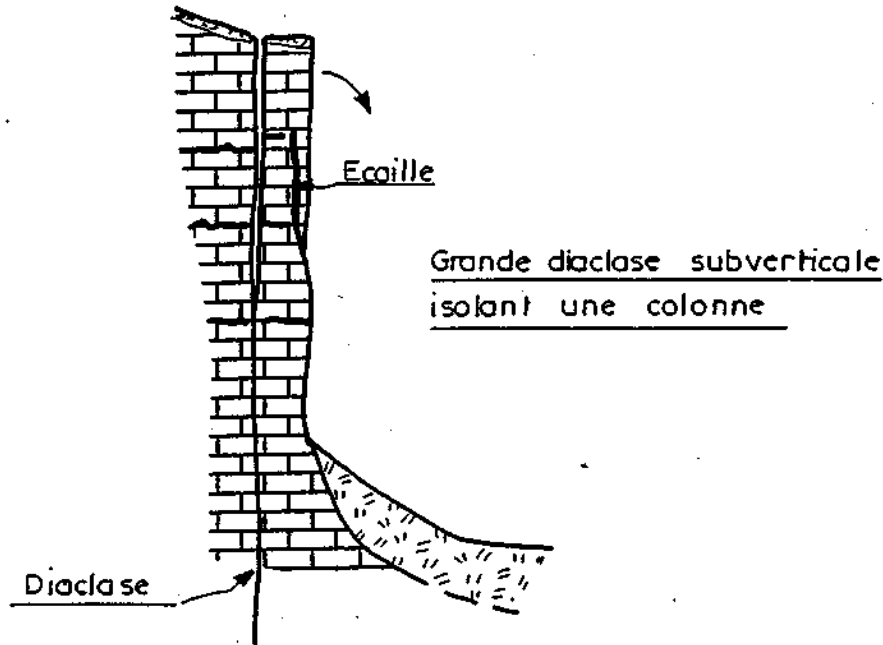 Ecaille
Grande diaclase subverticale
isolant une colonne
Diaclase